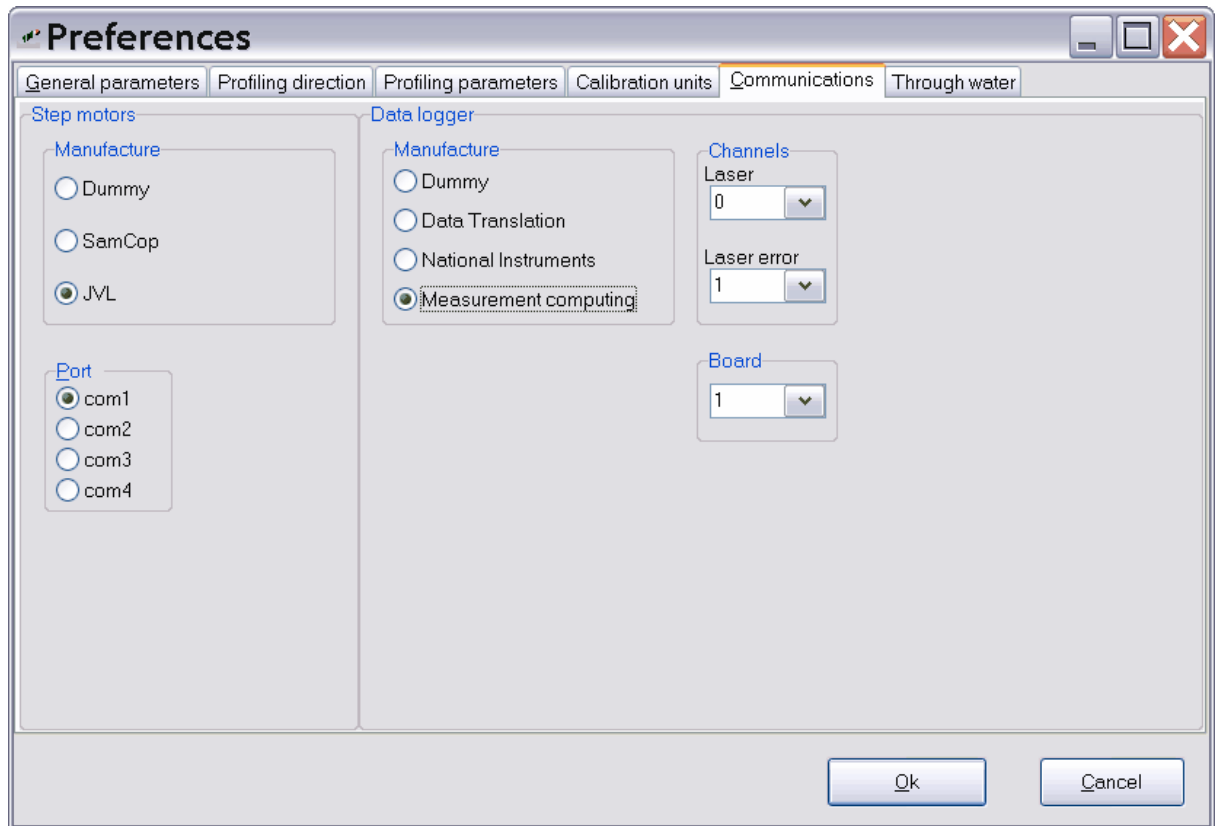 Preferences
General parameters
Profiling direction
Profiling parameters
Calibration units
Communications
Through water
Step motors
Manufacture
Dummy
SamCop
JVL
Port
com1
com2
com3
com4
Data logger
Manufacture
Dummy
Data Translation
National Instruments
Measurement computing
Channels
Laser
0
Laser error
1
Board
1
Ok
Cancel